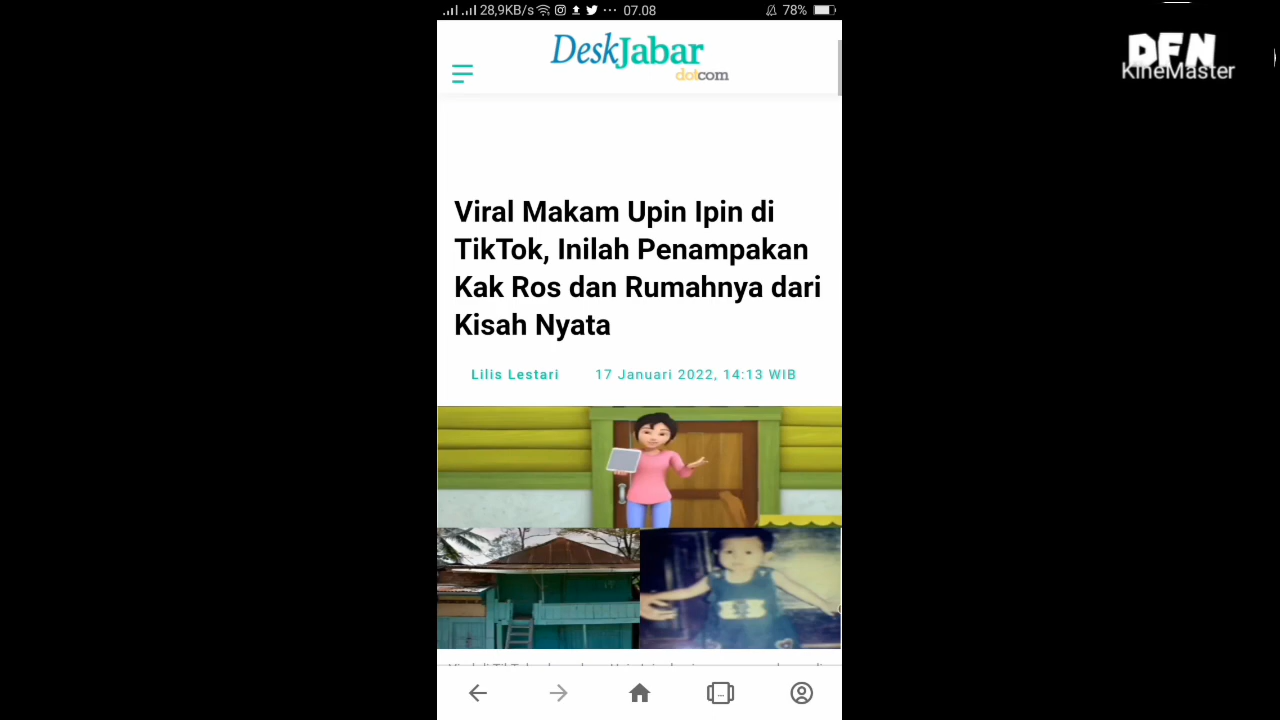 28,9KB/s ... 07.08 78%
DFN
KineMaster
DeskJabar
dotcom
Viral Makam Upin Ipin di
TikTok, Inilah Penampakan
Kak Ros dan Rumahnya dari
Kisah Nyata
Lilis Lestari 17 Januari 2022, 14:13 WIB